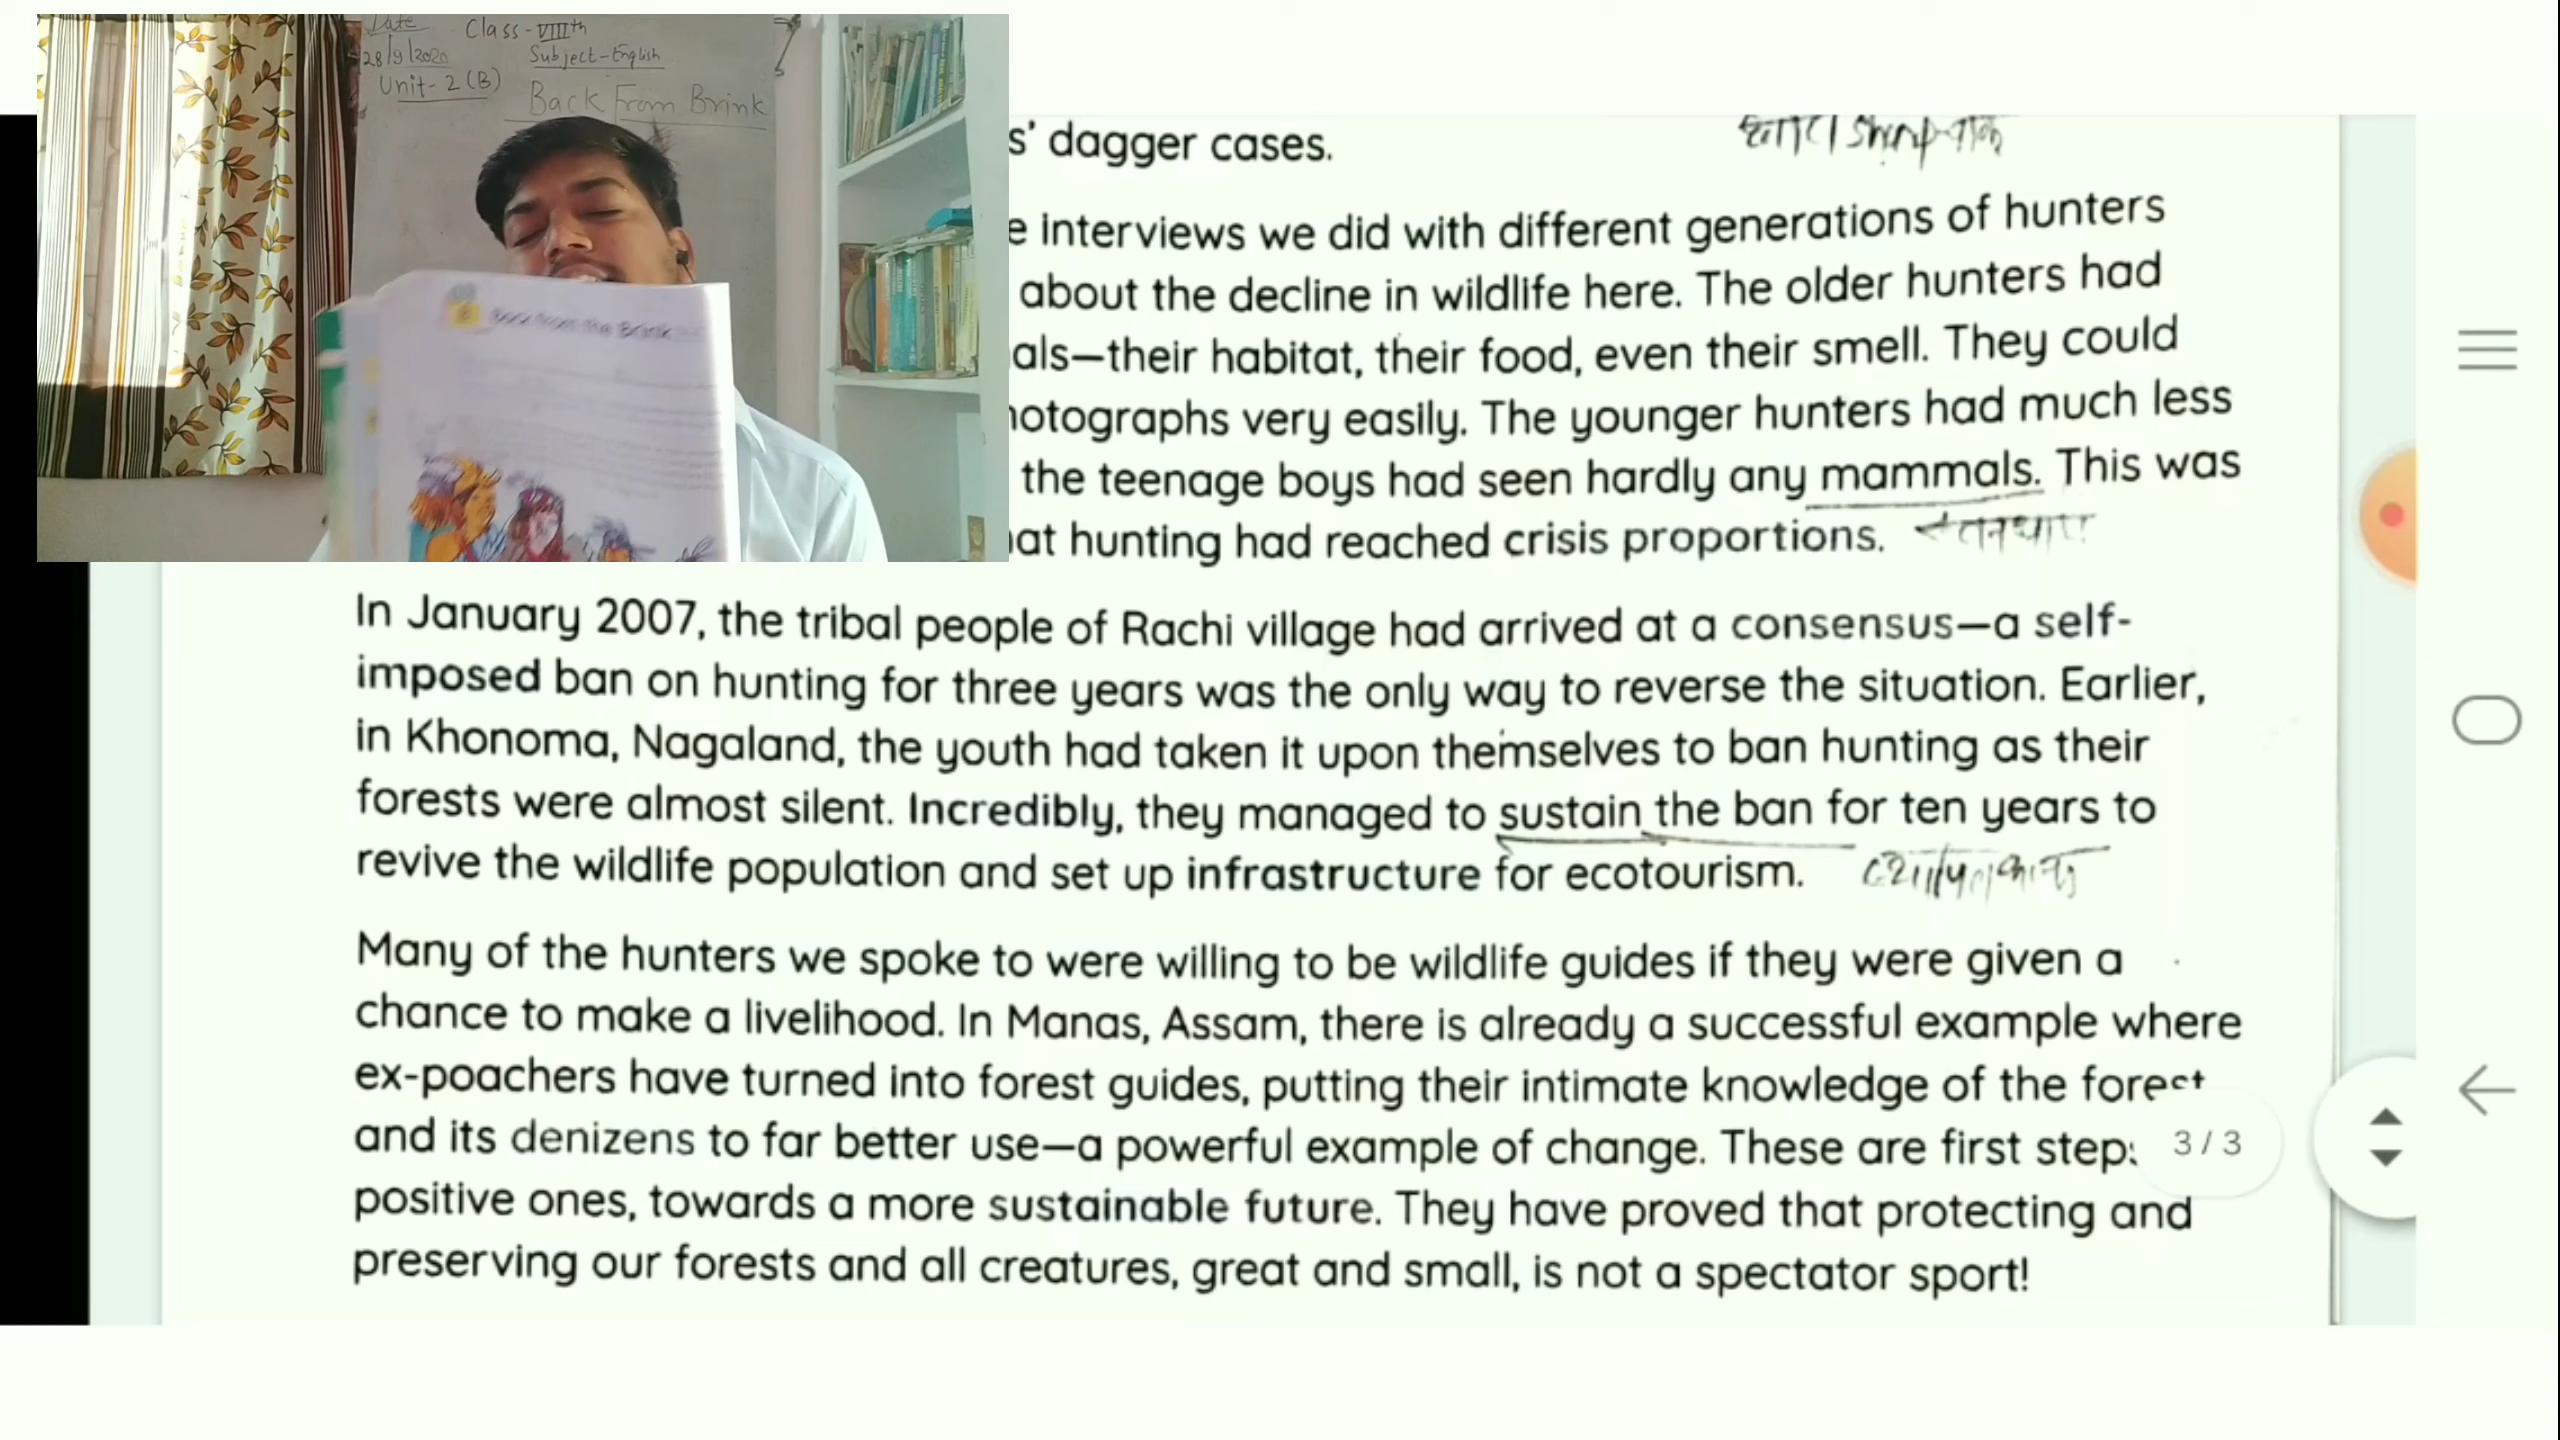 Date
28/9/2020
Unit-2 (B)
Class-VIIIth
Subject-English
Back From Brink
Back from the Brink
s' dagger cases.
e interviews we did with different generations of hunters
about the decline in wildlife here. The older hunters had
als—their habitat, their food, even their smell. They could
hotographs very easily. The younger hunters had much less
the teenage boys had seen hardly any mammals. This was
hat hunting had reached crisis proportions.
In January 2007, the tribal people of Rachi village had arrived at a consensus—a self-
imposed ban on hunting for three years was the only way to reverse the situation. Earlier,
in Khonoma, Nagaland, the youth had taken it upon themselves to ban hunting as their
forests were almost silent. Incredibly, they managed to sustain the ban for ten years to
revive the wildlife population and set up infrastructure for ecotourism.
Many of the hunters we spoke to were willing to be wildlife guides if they were given a
chance to make a livelihood. In Manas, Assam, there is already a successful example where
ex-poachers have turned into forest guides, putting their intimate knowledge of the forest
and its denizens to far better use—a powerful example of change. These are first steps
positive ones, towards a more sustainable future. They have proved that protecting and
preserving our forests and all creatures, great and small, is not a spectator sport!
3/3